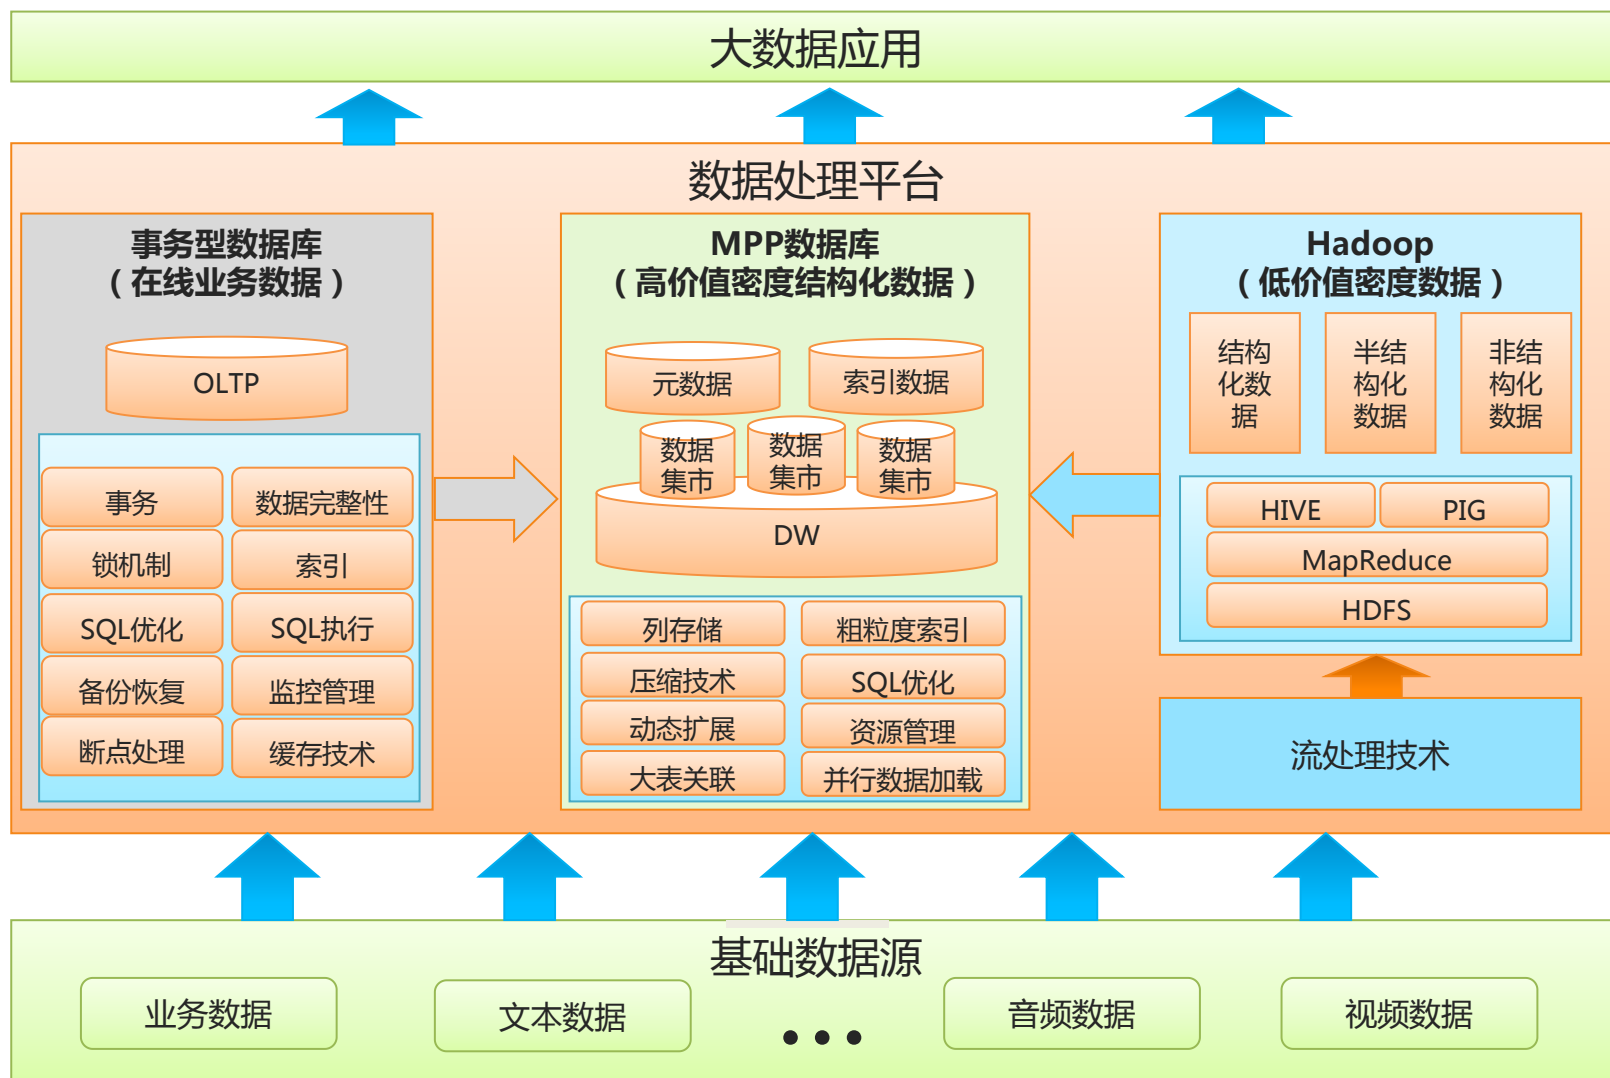 大数据应用
数据处理平台
事务型数据库
（在线业务数据）
OLTP
事务
数据完整性
锁机制
索引
SQL优化
SQL执行
备份恢复
监控管理
断点处理
缓存技术
MPP数据库
（高价值密度结构化数据）
元数据
索引数据
数据
集市
数据
集市
数据
集市
DW
列存储
粗粒度索引
压缩技术
SQL优化
动态扩展
资源管理
大表关联
并行数据加载
Hadoop
（低价值密度数据）
结构
化数
据
半结
构化
数据
非结
构化
数据
HIVE
PIG
MapReduce
HDFS
流处理技术
基础数据源
业务数据
文本数据
•••
音频数据
视频数据